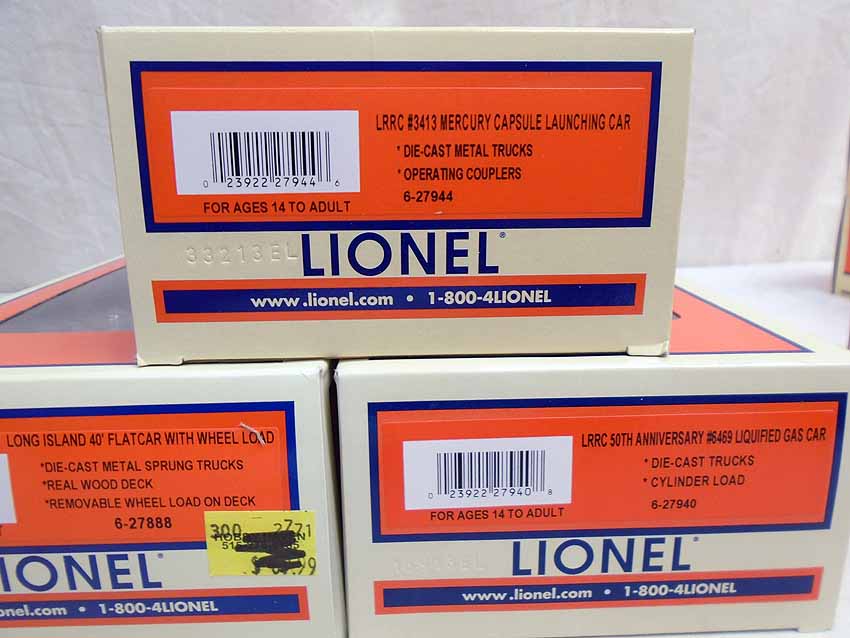 LRRC #3413 MERCURY CAPSULE LAUNCHING CAR
* DIE-CAST METAL TRUCKS
* OPERATING COUPLERS
6-27944
0 23922 27944 6
FOR AGES 14 TO ADULT
33213EL
LIONEL®
www.lionel.com • 1-800-4LIONEL
LONG ISLAND 40' FLATCAR WITH WHEEL LOAD
*DIE-CAST METAL SPRUNG TRUCKS
*REAL WOOD DECK
*REMOVABLE WHEEL LOAD ON DECK
6-27888
300 2771
IONEL®
onel.com • 1-800-4LIONEL
LRRC 50TH ANNIVERSARY #6469 LIQUIFIED GAS CAR
* DIE-CAST TRUCKS
* CYLINDER LOAD
6-27940
0 23922 27940 8
FOR AGES 14 TO ADULT
LIONEL®
www.lionel.com • 1-800-4LIONEL